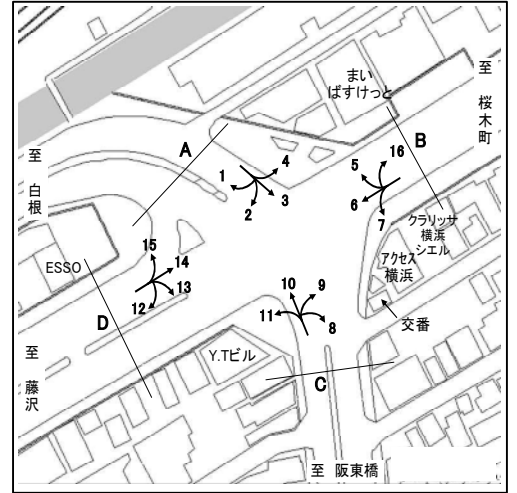 まい
ばすけっと
至
桜
木
町
A
B
4
1
3
2
16
5
6
7
至
白
根
クラリッサ
横浜
シエル
アクセス
横浜
ESSO
15
14
13
12
10
9
11
8
交番
D
至
藤
沢
Y.Tビル
C
至 阪東橋